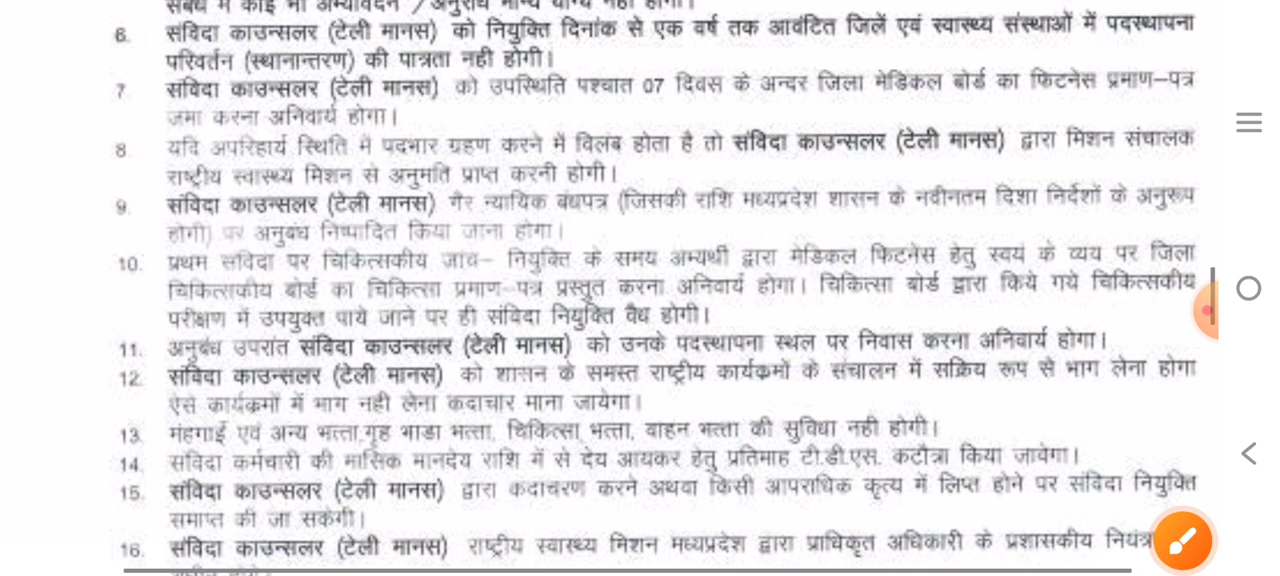 संबंध में कोई भी अभ्यावेदन / अनुरोध मान्य योग्य नही होगा।
6. संविदा काउन्सलर (टेली मानस) को नियुक्ति दिनांक से एक वर्ष तक आवंटित जिलें एवं स्वास्थ्य संस्थाओं में पदस्थापना
परिवर्तन (स्थानान्तरण) की पात्रता नही होगी।
7. संविदा काउन्सलर (टेली मानस) को उपस्थिति पश्चात 07 दिवस के अन्दर जिला मेडिकल बोर्ड का फिटनेस प्रमाण–पत्र
जमा करना अनिवार्य होगा।
8. यदि अपरिहार्य स्थिति में पदभार ग्रहण करने में विलंब होता है तो संविदा काउन्सलर (टेली मानस) द्वारा मिशन संचालक
राष्ट्रीय स्वास्थ्य मिशन से अनुमति प्राप्त करनी होगी।
9. संविदा काउन्सलर (टेली मानस) गैर न्यायिक बंधपत्र (जिसकी राशि मध्यप्रदेश शासन के नवीनतम दिशा निर्देशों के अनुरूप
होगी) पर अनुबंध निष्पादित किया जाना होगा।
10. प्रथम संविदा पर चिकित्सकीय जांच– नियुक्ति के समय अभ्यर्थी द्वारा मेडिकल फिटनेस हेतु स्वयं के व्यय पर जिला
चिकित्सकीय बोर्ड का चिकित्सा प्रमाण–पत्र प्रस्तुत करना अनिवार्य होगा। चिकित्सा बोर्ड द्वारा किये गये चिकित्सकीय
परीक्षण में उपयुक्त पाये जाने पर ही संविदा नियुक्ति वैध होगी।
11. अनुबंध उपरांत संविदा काउन्सलर (टेली मानस) को उनके पदस्थापना स्थल पर निवास करना अनिवार्य होगा।
12. संविदा काउन्सलर (टेली मानस) को शासन के समस्त राष्ट्रीय कार्यक्रमों के संचालन में सक्रिय रूप से भाग लेना होगा
ऐसे कार्यक्रमों में भाग नही लेना कदाचार माना जायेगा।
13. मंहगाई एवं अन्य भत्ता,गृह भाडा भत्ता, चिकित्सा भत्ता, वाहन भत्ता की सुविधा नही होगी।
14. संविदा कर्मचारी की मासिक मानदेय राशि में से देय आयकर हेतु प्रतिमाह टी.डी.एस. कटौत्रा किया जावेगा।
15. संविदा काउन्सलर (टेली मानस) द्वारा कदाचरण करने अथवा किसी आपराधिक कृत्य में लिप्त होने पर संविदा नियुक्ति
समाप्त की जा सकेगी।
16. संविदा काउन्सलर (टेली मानस) राष्ट्रीय स्वास्थ्य मिशन मध्यप्रदेश द्वारा प्राधिकृत अधिकारी के प्रशासकीय